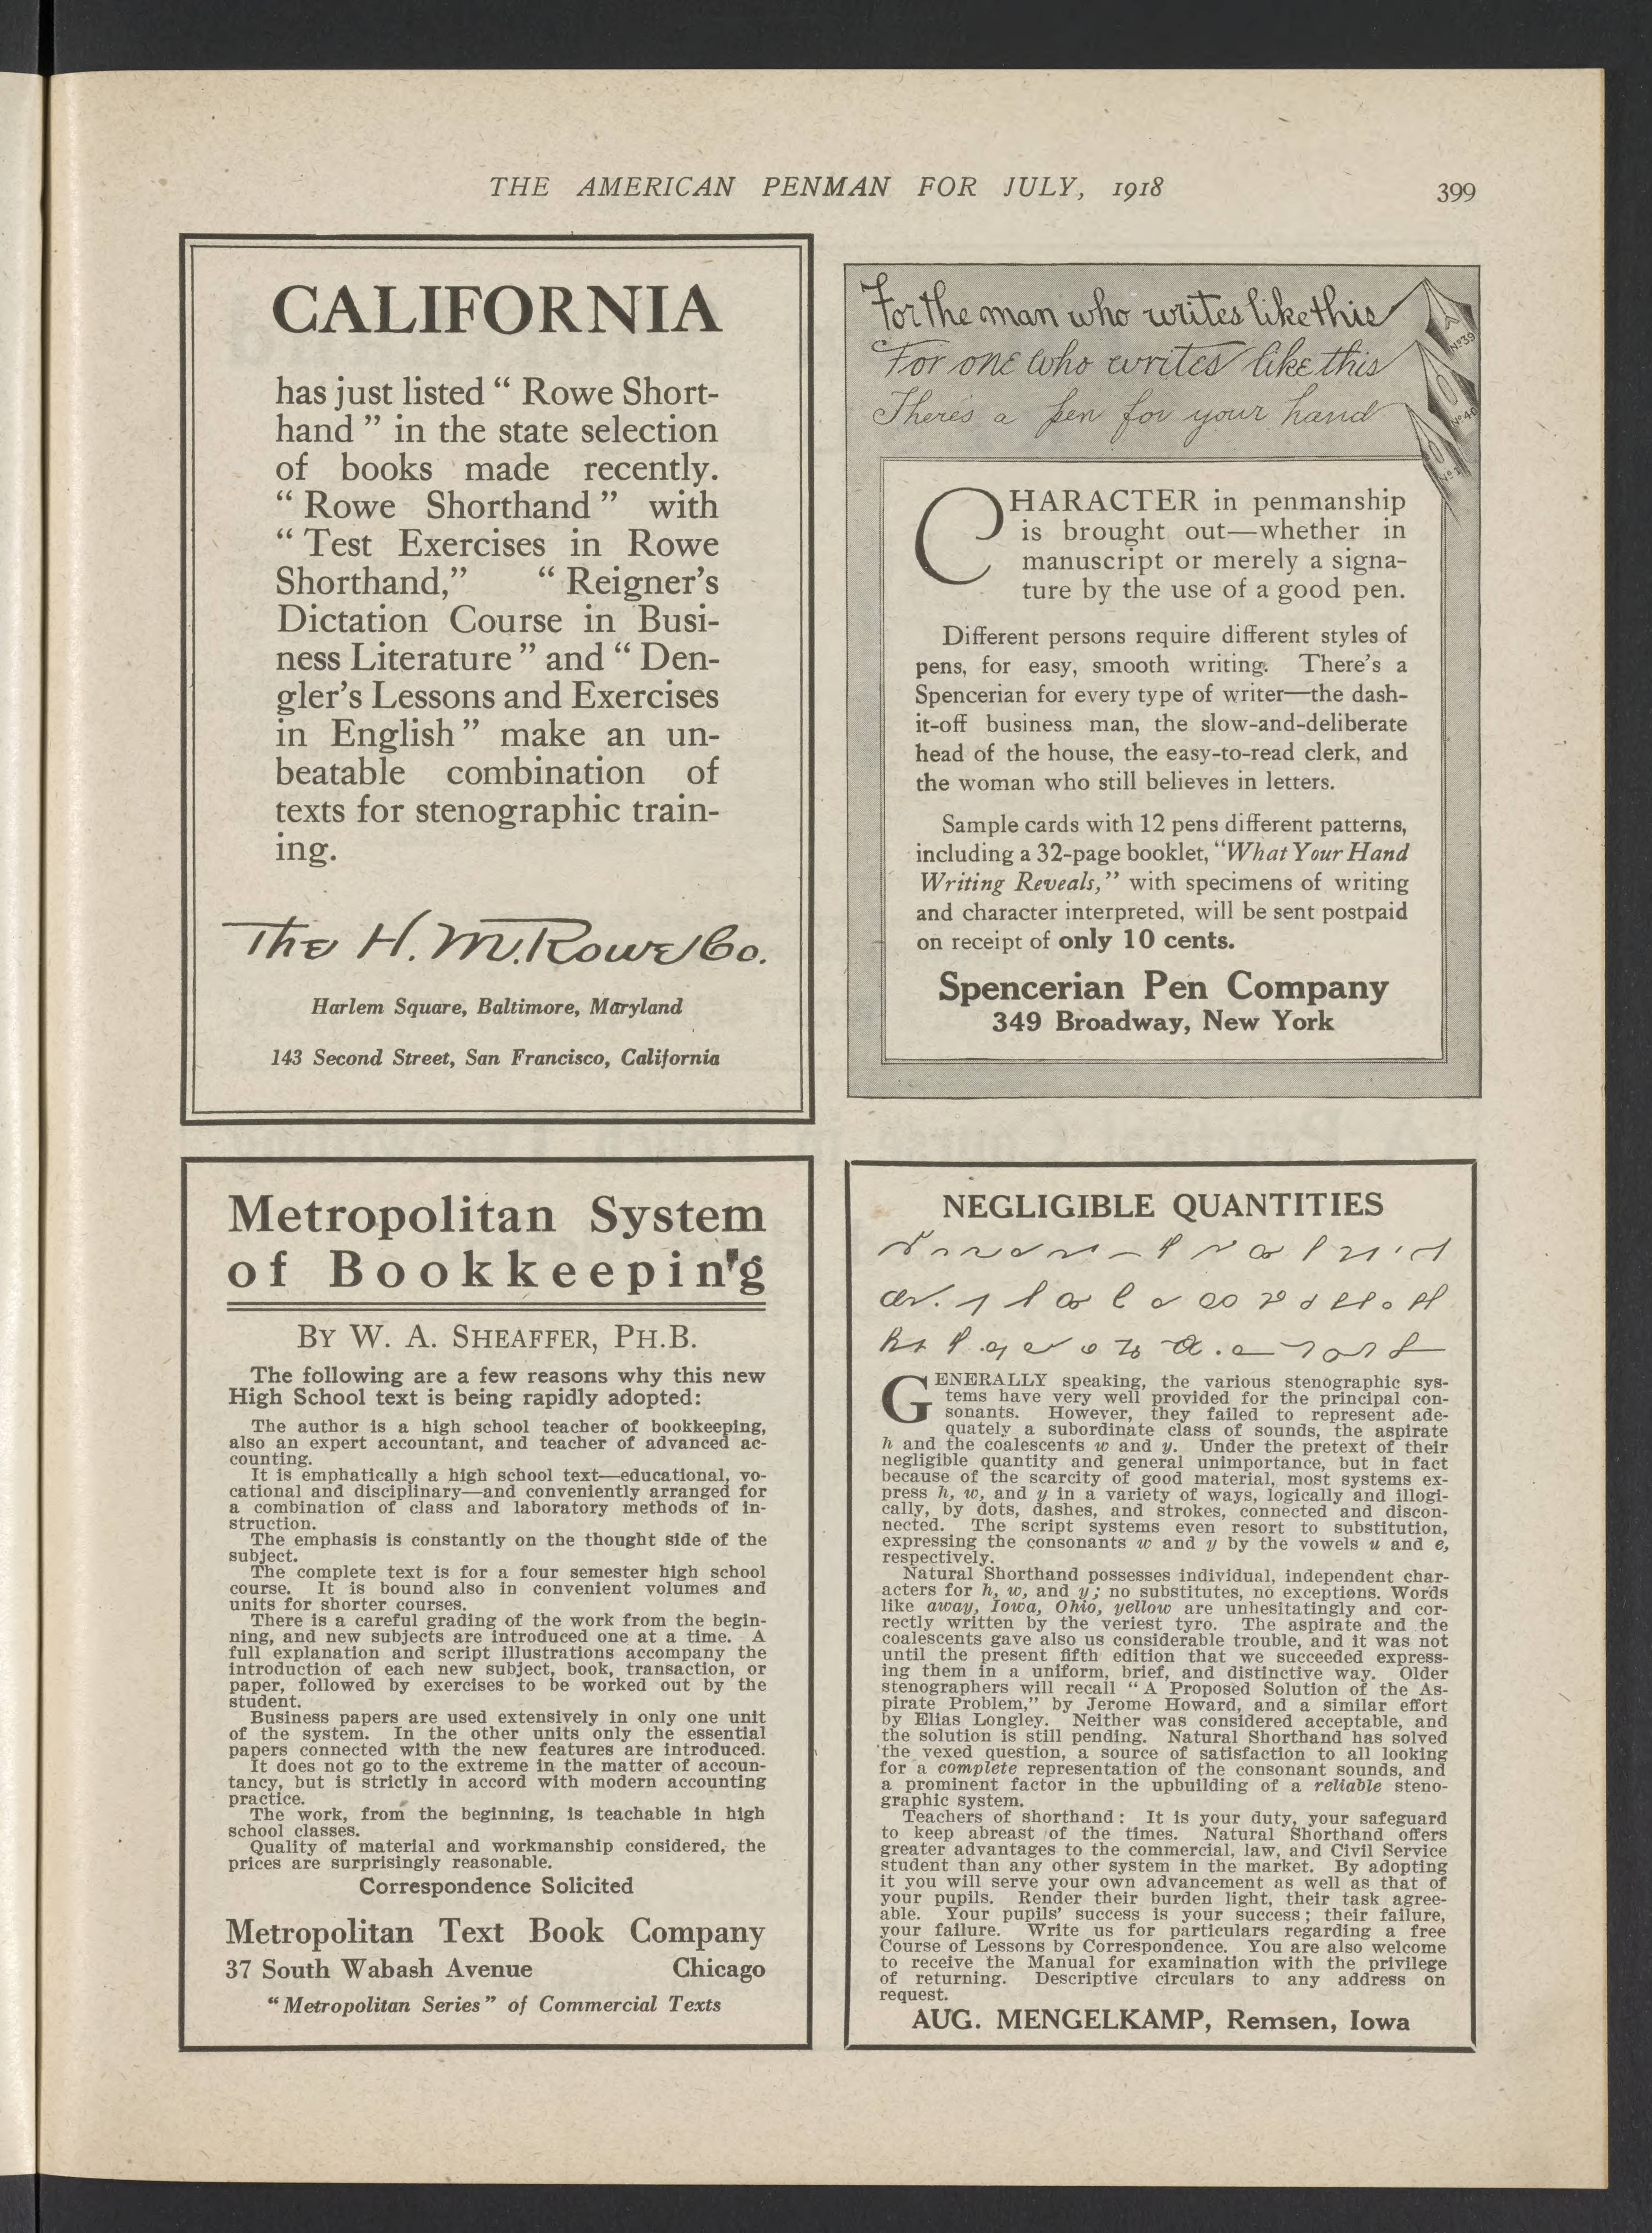 THE AMERICAN PENMAN FOR JULY, 1918
399
CALIFORNIA
has just listed “ Rowe Short-
hand ” in the state selection
of books made recently.
“ Rowe Shorthand ” with
“ Test Exercises in Rowe
Shorthand,” “ Reigner’s
Dictation Course in Busi-
ness Literature ” and “ Den-
gler’s Lessons and Exercises
in English ” make an un-
beatable combination of
texts for stenographic train-
ing.
The H. M. Rowe Co.
Harlem Square, Baltimore, Maryland
143 Second Street, San Francisco, California
For the man who writes like this
For one who writes like this
There's a pen for your hand
Nº39
Nº40
Nº1
CHARACTER in penmanship
is brought out—whether in
manuscript or merely a signa-
ture by the use of a good pen.
Different persons require different styles of
pens, for easy, smooth writing. There’s a
Spencerian for every type of writer—the dash-
it-off business man, the slow-and-deliberate
head of the house, the easy-to-read clerk, and
the woman who still believes in letters.
Sample cards with 12 pens different patterns,
including a 32-page booklet, “What Your Hand
Writing Reveals,” with specimens of writing
and character interpreted, will be sent postpaid
on receipt of only 10 cents.
Spencerian Pen Company
349 Broadway, New York
Metropolitan System
of Bookkeeping
BY W. A. SHEAFFER, PH.B.
The following are a few reasons why this new
High School text is being rapidly adopted:
The author is a high school teacher of bookkeeping,
also an expert accountant, and teacher of advanced ac-
counting.
It is emphatically a high school text—educational, vo-
cational and disciplinary—and conveniently arranged for
a combination of class and laboratory methods of in-
struction.
The emphasis is constantly on the thought side of the
subject.
The complete text is for a four semester high school
course. It is bound also in convenient volumes and
units for shorter courses.
There is a careful grading of the work from the begin-
ning, and new subjects are introduced one at a time. A
full explanation and script illustrations accompany the
introduction of each new subject, book, transaction, or
paper, followed by exercises to be worked out by the
student.
Business papers are used extensively in only one unit
of the system. In the other units only the essential
papers connected with the new features are introduced.
It does not go to the extreme in the matter of accoun-
tancy, but is strictly in accord with modern accounting
practice.
The work, from the beginning, is teachable in high
school classes.
Quality of material and workmanship considered, the
prices are surprisingly reasonable.
Correspondence Solicited
Metropolitan Text Book Company
37 South Wabash Avenue Chicago
“Metropolitan Series” of Commercial Texts
NEGLIGIBLE QUANTITIES
GENERALLY speaking, the various stenographic sys-
tems have very well provided for the principal con-
sonants. However, they failed to represent ade-
quately a subordinate class of sounds, the aspirate
h and the coalescents w and y. Under the pretext of their
negligible quantity and general unimportance, but in fact
because of the scarcity of good material, most systems ex-
press h, w, and y in a variety of ways, logically and illogi-
cally, by dots, dashes, and strokes, connected and discon-
nected. The script systems even resort to substitution,
expressing the consonants w and y by the vowels u and e,
respectively.
Natural Shorthand possesses individual, independent char-
acters for h, w, and y; no substitutes, no exceptions. Words
like away, Iowa, Ohio, yellow are unhesitatingly and cor-
rectly written by the veriest tyro. The aspirate and the
coalescents gave also us considerable trouble, and it was not
until the present fifth edition that we succeeded express-
ing them in a uniform, brief, and distinctive way. Older
stenographers will recall “ A Proposed Solution of the As-
pirate Problem,” by Jerome Howard, and a similar effort
by Elias Longley. Neither was considered acceptable, and
the solution is still pending. Natural Shorthand has solved
the vexed question, a source of satisfaction to all looking
for a complete representation of the consonant sounds, and
a prominent factor in the upbuilding of a reliable steno-
graphic system.
Teachers of shorthand: It is your duty, your safeguard
to keep abreast of the times. Natural Shorthand offers
greater advantages to the commercial, law, and Civil Service
student than any other system in the market. By adopting
it you will serve your own advancement as well as that of
your pupils. Render their burden light, their task agree-
able. Your pupils’ success is your success; their failure,
your failure. Write us for particulars regarding a free
Course of Lessons by Correspondence. You are also welcome
to receive the Manual for examination with the privilege
of returning. Descriptive circulars to any address on
request.
AUG. MENGELKAMP, Remsen, Iowa